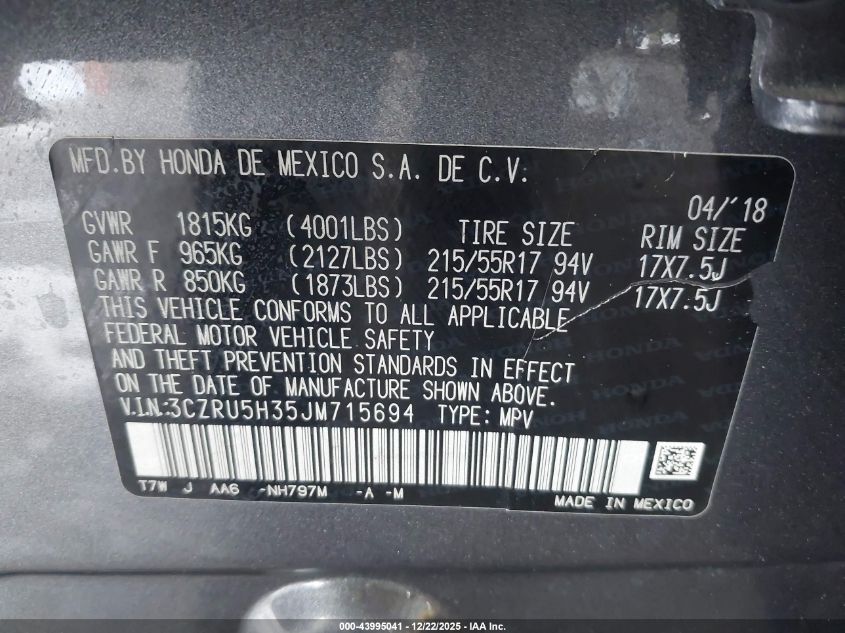 MFD.BY HONDA DE MEXICO S.A. DE C.V.
04/'18
GVWR 1815KG (4001LBS) TIRE SIZE RIM SIZE
GAWR F 965KG (2127LBS) 215/55R17 94V 17X7.5J
GAWR R 850KG (1873LBS) 215/55R17 94V 17X7.5J
THIS VEHICLE CONFORMS TO ALL APPLICABLE
FEDERAL MOTOR VEHICLE SAFETY
AND THEFT PREVENTION STANDARDS IN EFFECT
ON THE DATE OF MANUFACTURE SHOWN ABOVE.
V.I.N.:3CZRU5H35JM715694 TYPE: MPV
T7W J AA6 -NH797M -A -M
MADE IN MEXICO
000-43995041 - 12/22/2025 - IAA Inc.